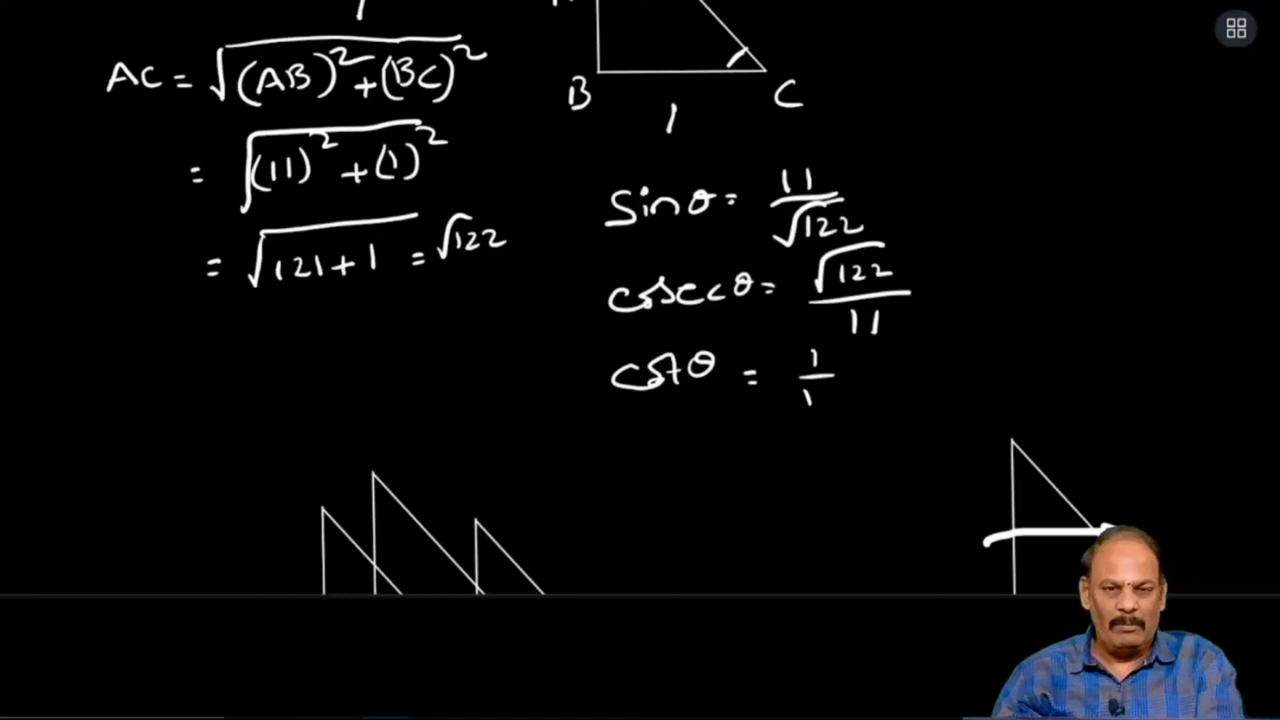 AC = √(AB)² + (BC)²
= √(11)² + (1)²
= √121 + 1 = √122
B
C
1
Sinθ = 11/√122
cosecθ = √122/11
cotθ = 1/1